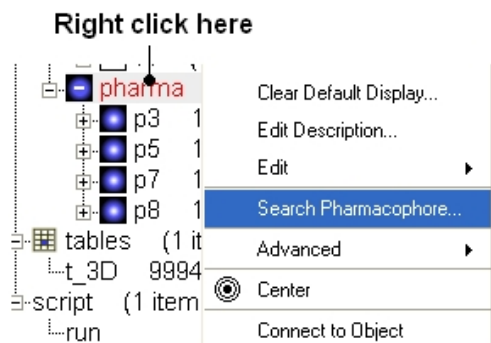 Right click here
pharma
p3 1
p5 1
p7 1
p8 1
tables (1 it
t_3D 9994
script (1 item
run
Clear Default Display...
Edit Description...
Edit
Search Pharmacophore...
Advanced
Center
Connect to Object